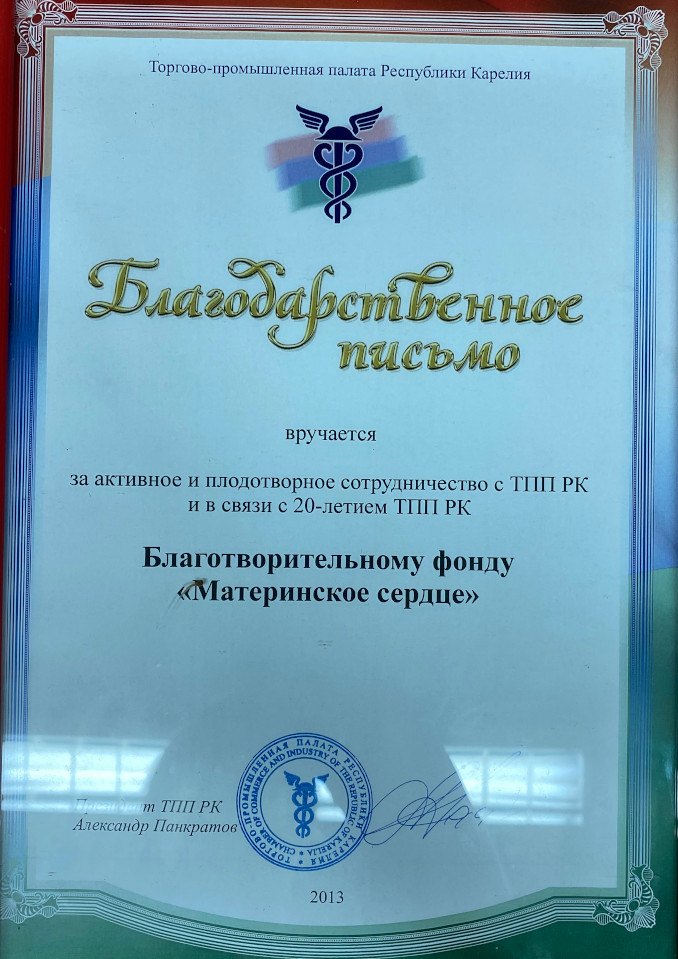 Торгово-промышленная палата Республики Карелия
Благодарственное
письмо
вручается
за активное и плодотворное сотрудничество с ТПП РК
и в связи с 20-летием ТПП РК
Благотворительному фонду
«Материнское сердце»
ТПП РК
Александр Панкратов
ТОРГОВО-ПРОМЫШЛЕННАЯ ПАЛАТА РЕСПУБЛИКИ КАРЕЛИЯ
CHAMBER OF COMMERCE AND INDUSTRY OF THE REPUBLIC OF KARELIA
2013